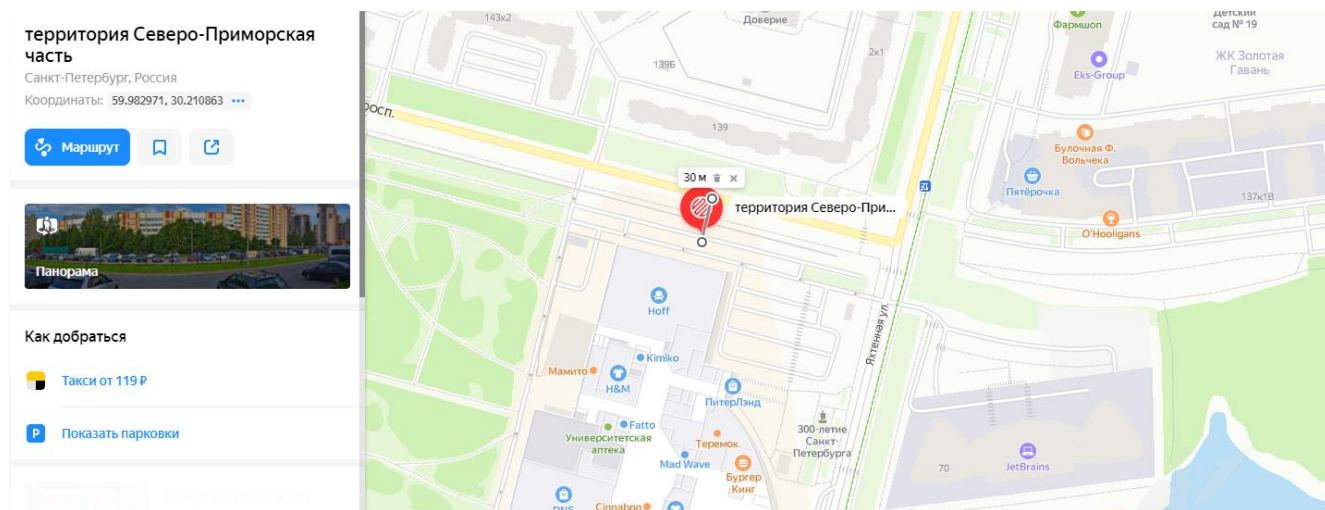 территория Северо-Приморская
часть
Санкт-Петербург, Россия
Координаты: 59.982971, 30.210863 •••
Маршрут
Панорама
Как добраться
Такси от 119 ₽
P Показать парковки
143к2
Доверие
139Б
2к1
139
Фармшоп
Детский
сад № 19
Eks-Group
ЖК Золотая
Гавань
Булочная Ф.
Вольчека
Пятёрочка
137к1В
O'Hooligans
росп.
30 м
территория Северо-При...
Hoff
Kimiko
Мамито
H&M
ПитерЛэнд
Fatto
Университетская
аптека
Теремок
Mad Wave
Бургер
Кинг
300-летие
Санкт-
Петербурга
Яхтенная ул.
70
JetBrains
DNS
Cinnabon